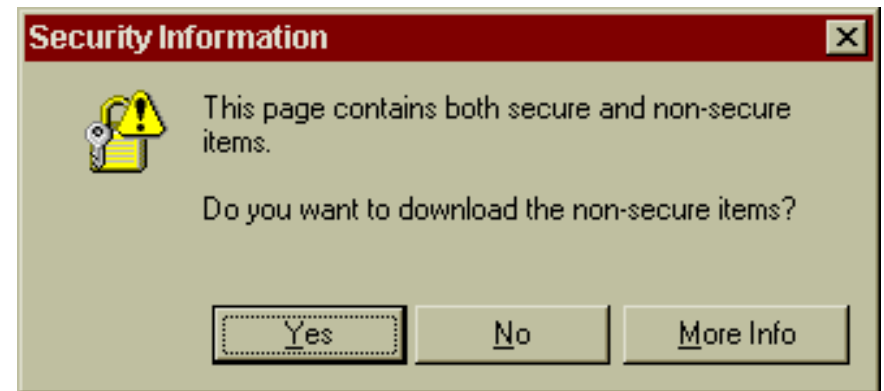 Security Information
This page contains both secure and non-secure
items.
Do you want to download the non-secure items?
Yes No More Info